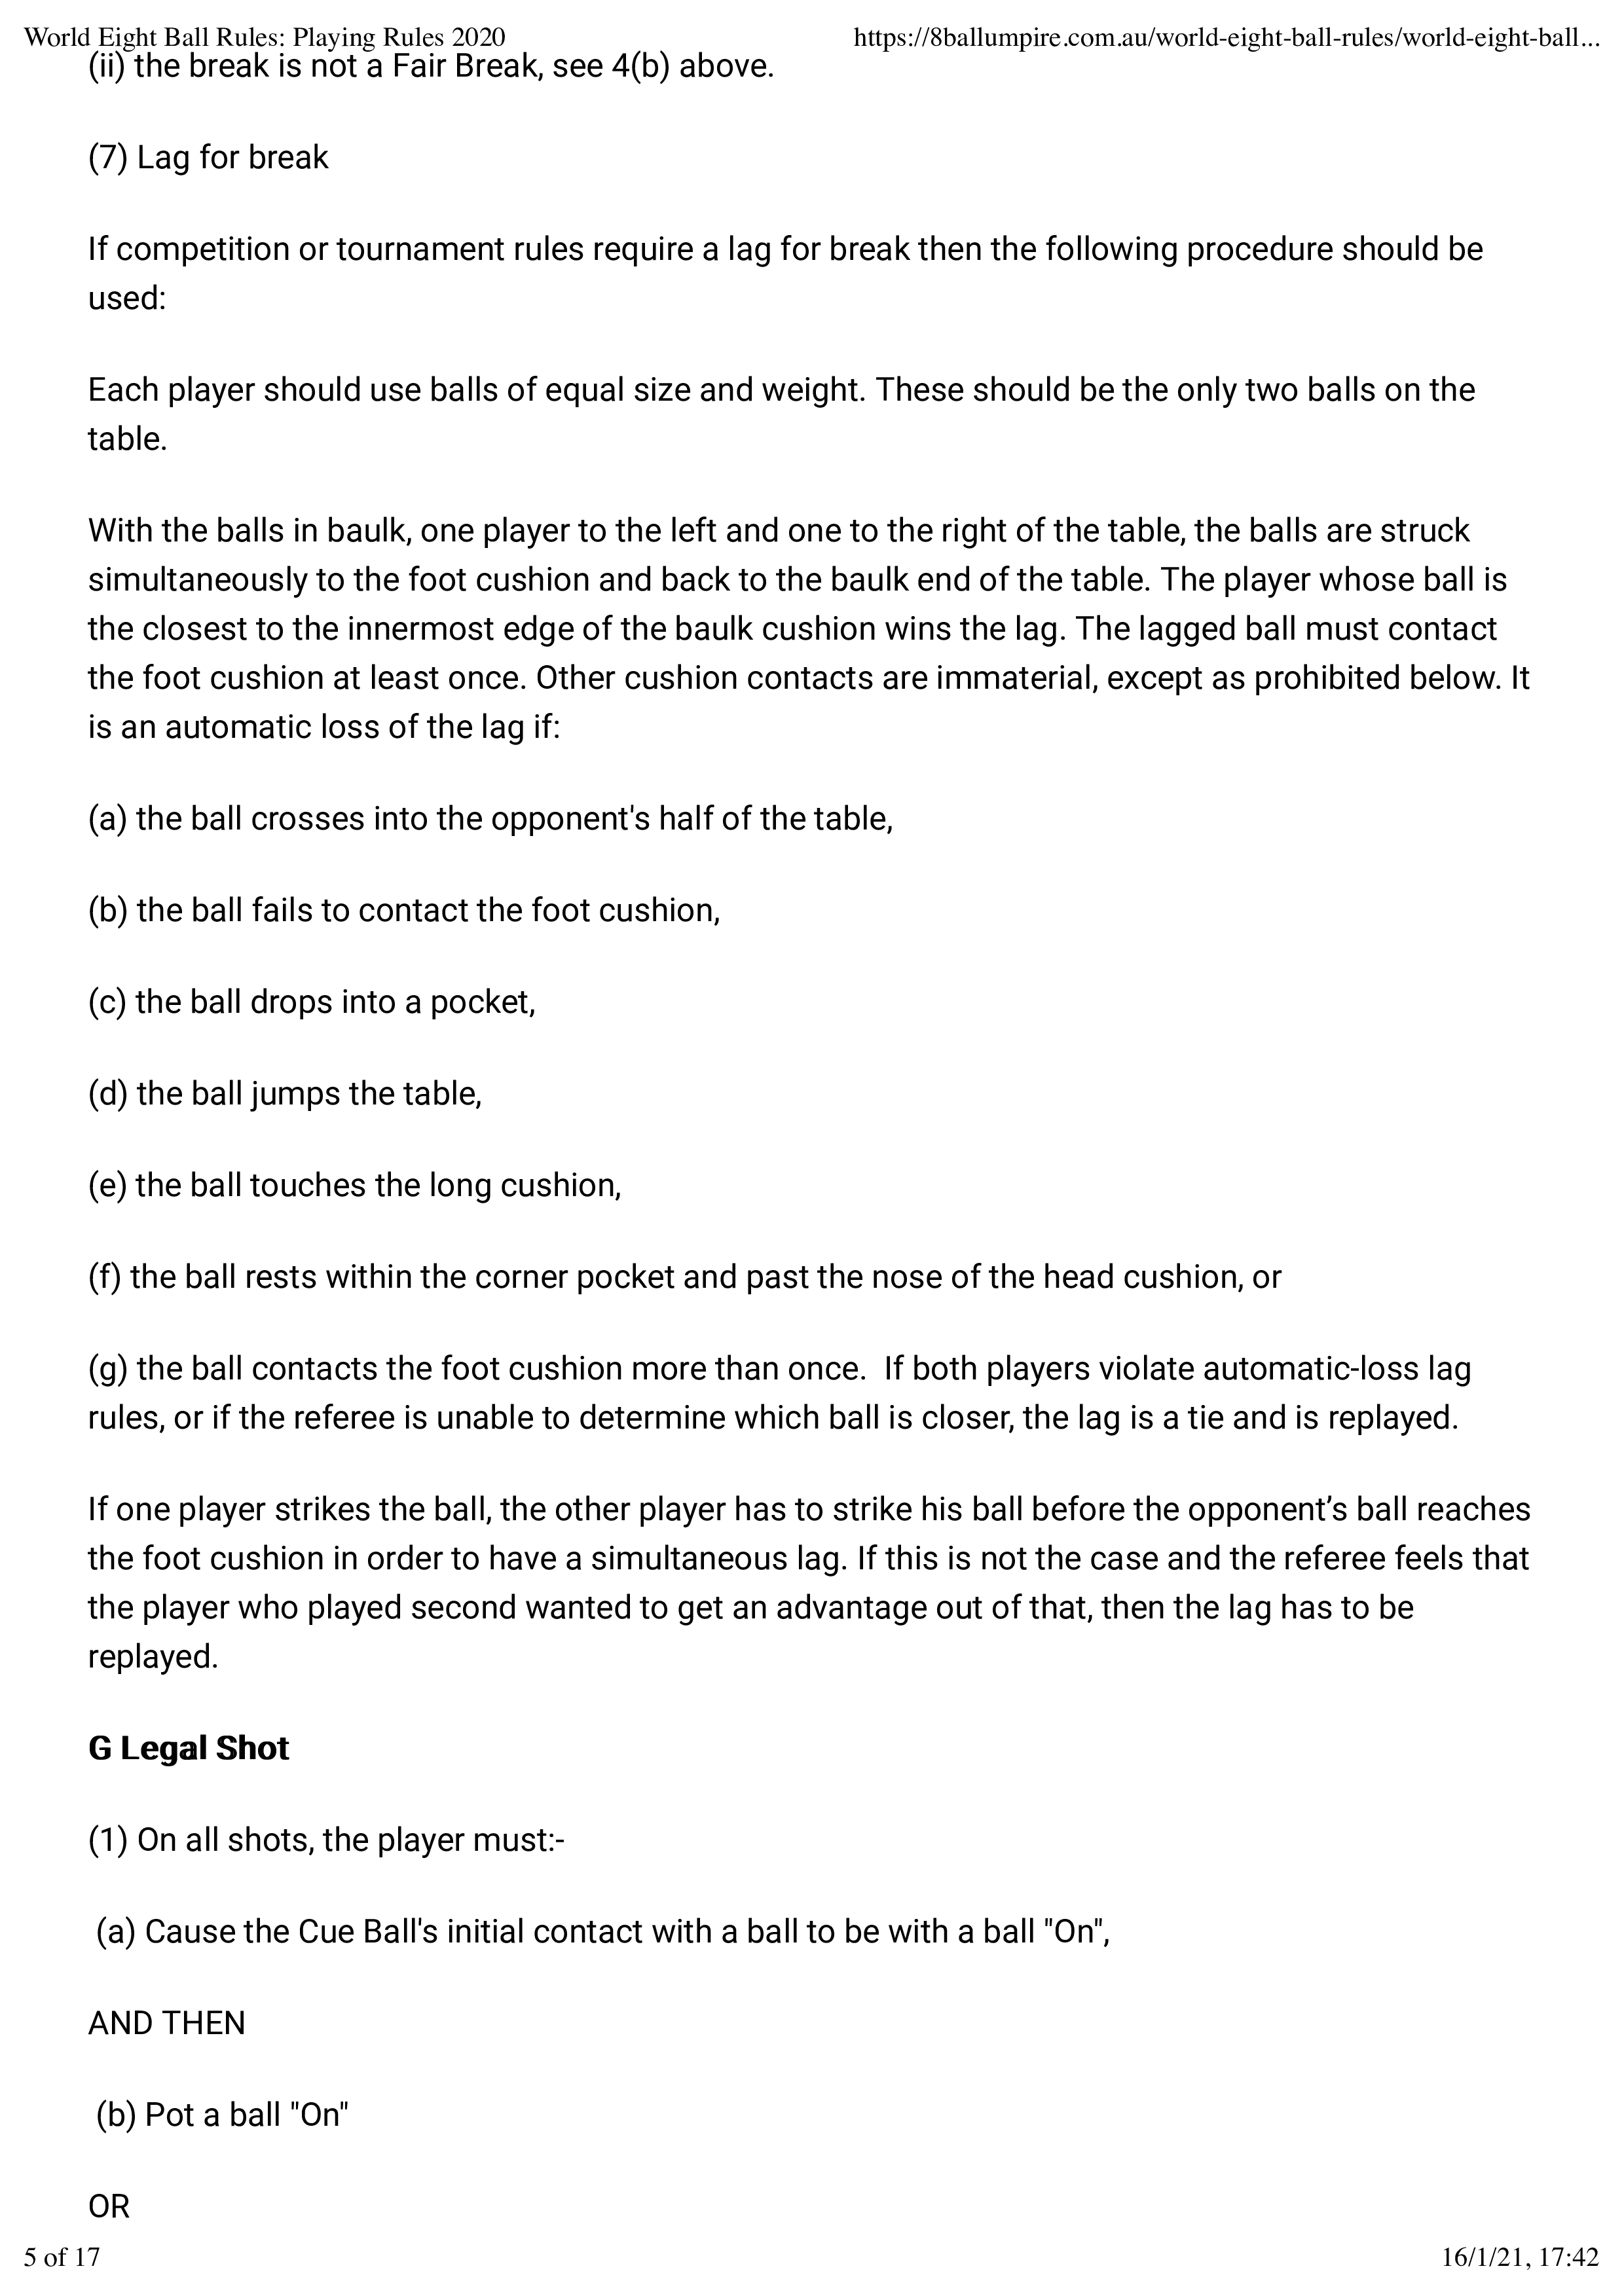 World Eight Ball Rules: Playing Rules 2020 https://8ballumpire.com.au/world-eight-ball-rules/world-eight-ball...
(ii) the break is not a Fair Break, see 4(b) above.
(7) Lag for break
If competition or tournament rules require a lag for break then the following procedure should be
used:
Each player should use balls of equal size and weight. These should be the only two balls on the
table.
With the balls in baulk, one player to the left and one to the right of the table, the balls are struck
simultaneously to the foot cushion and back to the baulk end of the table. The player whose ball is
the closest to the innermost edge of the baulk cushion wins the lag. The lagged ball must contact
the foot cushion at least once. Other cushion contacts are immaterial, except as prohibited below. It
is an automatic loss of the lag if:
(a) the ball crosses into the opponent's half of the table,
(b) the ball fails to contact the foot cushion,
(c) the ball drops into a pocket,
(d) the ball jumps the table,
(e) the ball touches the long cushion,
(f) the ball rests within the corner pocket and past the nose of the head cushion, or
(g) the ball contacts the foot cushion more than once.  If both players violate automatic-loss lag
rules, or if the referee is unable to determine which ball is closer, the lag is a tie and is replayed.
If one player strikes the ball, the other player has to strike his ball before the opponent’s ball reaches
the foot cushion in order to have a simultaneous lag. If this is not the case and the referee feels that
the player who played second wanted to get an advantage out of that, then the lag has to be
replayed.
G Legal Shot
(1) On all shots, the player must:-
(a) Cause the Cue Ball's initial contact with a ball to be with a ball "On",
AND THEN
(b) Pot a ball "On"
OR
5 of 17 16/1/21, 17:42